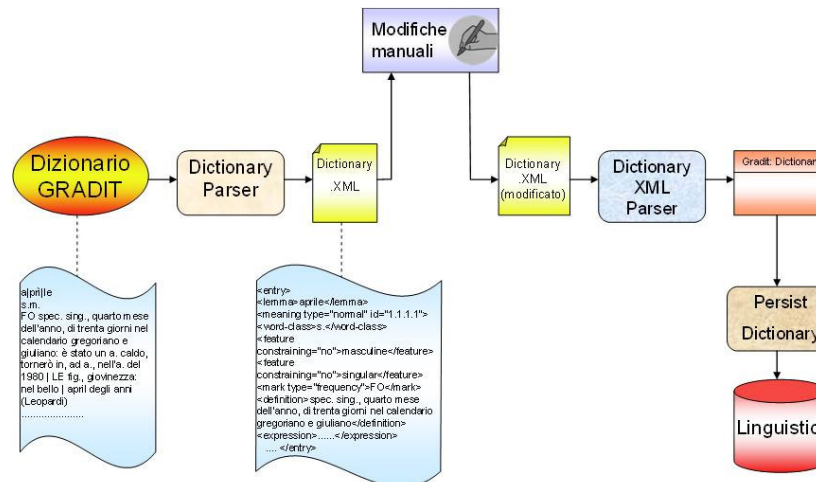 Modifiche
manuali
Dizionario
GRADIT
Dictionary
Parser
Dictionary
.XML
Dictionary
.XML
(modificato)
Dictionary
XML
Parser
Gradit: Dictionar
a|prì|le
s.m.
FO spec. sing., quarto mese
dell'anno, di trenta giorni nel
calendario gregoriano e
giuliano: è stato un a. caldo,
tornerò in, ad a., nell'a. del
1980 | LE fig., giovinezza:
nel bello | april degli anni
(Leopardi)
......................
<entry>
<lemma>aprile</lemma>
<meaning type="normal" id="1.1.1.1">
<word-class>s.</word-class>
<feature
constraining="no">masculine</feature>
<feature
constraining="no">singular</feature>
<mark type="frequency">FO</mark>
<definition>spec. sing., quarto mese
dell'anno, di trenta giorni nel calendario
gregoriano e giuliano</definition>
<expression>......</expression>
.... </entry>
Persist
Dictionary
Linguistic